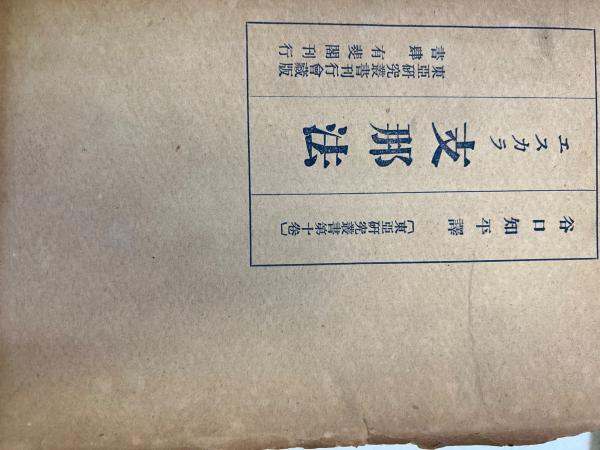 谷口知平譯
〔東亞研究叢書第十卷〕
エスカラ
支那法
東亞研究叢書刊行會藏版
書肆有斐閣刊行